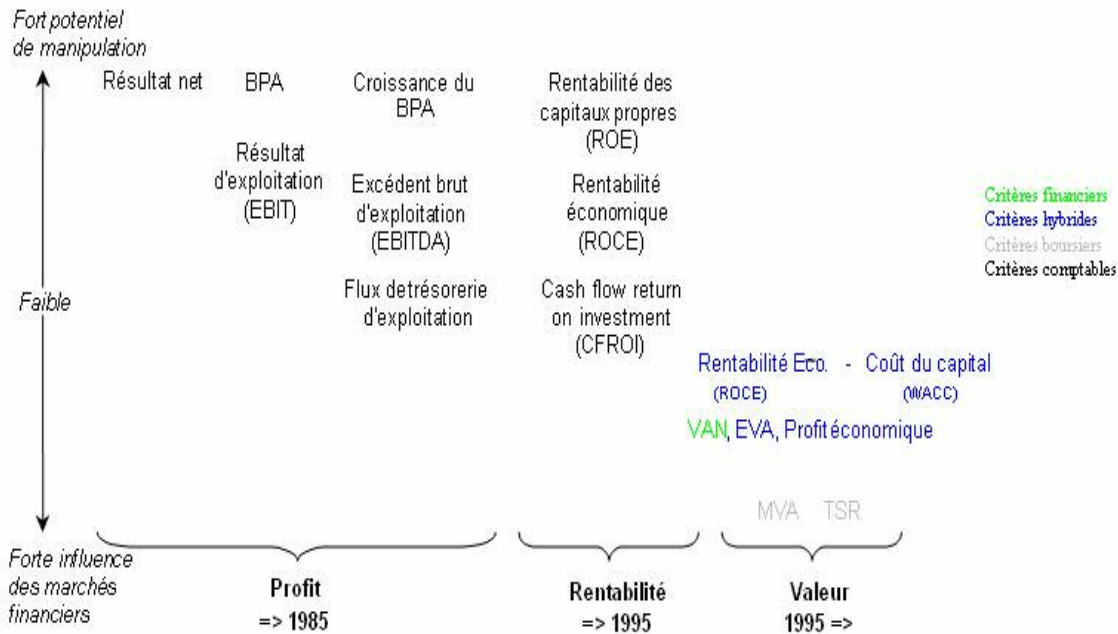 Fort potentiel
de manipulation
Résultat net
BPA
Croissance du
BPA
Rentabilité des
capitaux propres
(ROE)
Résultat
d'exploitation
(EBIT)
Excédent brut
d'exploitation
(EBITDA)
Rentabilité
économique
(ROCE)
Critères financiers
Critères hybrides
Critères boursiers
Critères comptables
Faible
Flux detrésorerie
d'exploitation
Cash flow return
on investment
(CFROI)
Rentabilité Eco. - Coût du capital
(ROCE) (WACC)
VAN, EVA, Profit économique
MVA TSR
Forte influence
des marchés
financiers
Profit
=> 1985
Rentabilité
=> 1995
Valeur
1995 =>